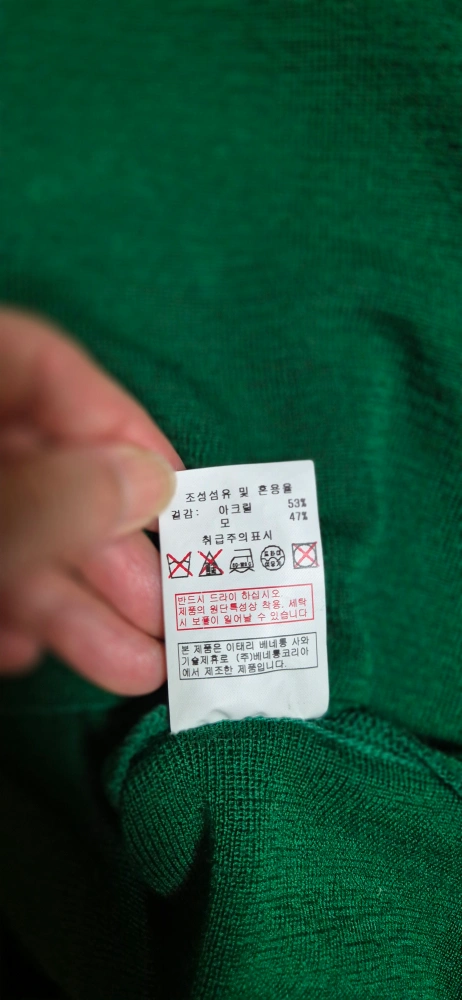 조성섬유 및 혼용율
겉감: 아크릴 53%
모 47%
취급주의표시
반드시 드라이 하십시오
제품의 원단특성상 착용, 세탁
시 보풀이 일어날 수 있습니다
본 제품은 이태리 베네통 사와
기술제휴로 (주)베네통코리아
에서 제조한 제품입니다.